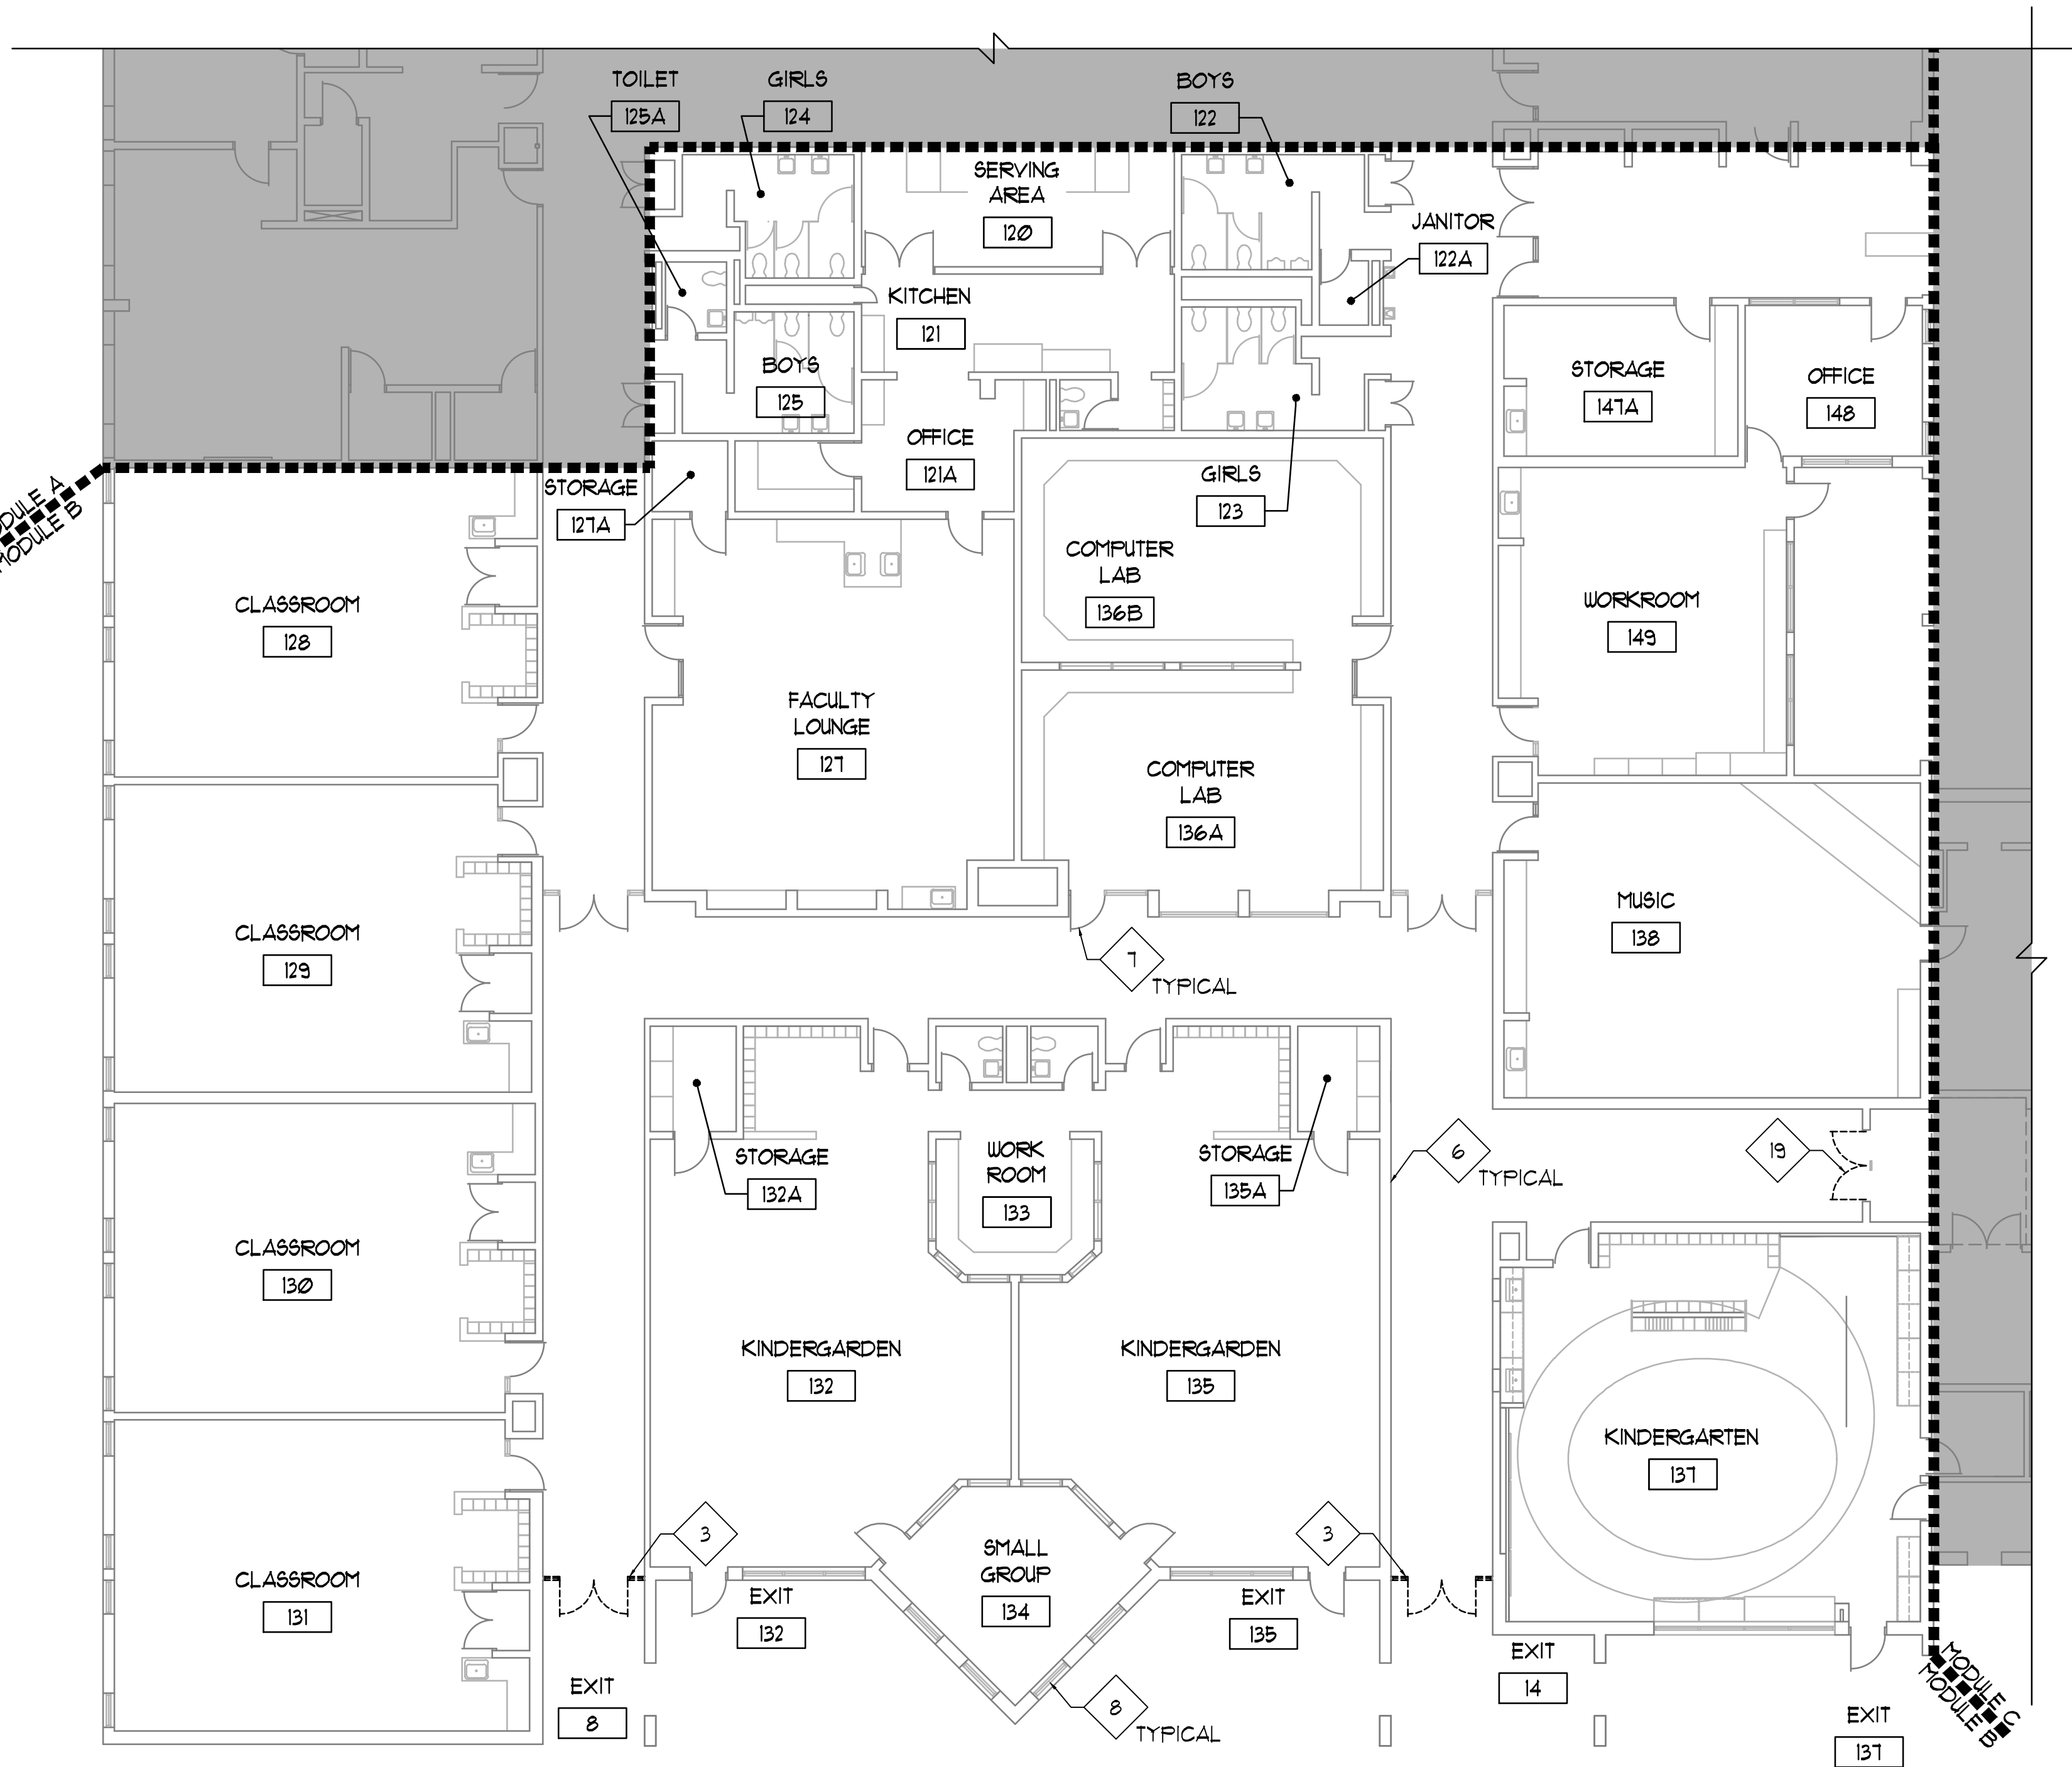 TOILET
125A
GIRLS
124
BOYS
122
SERVING
AREA
120
JANITOR
122A
KITCHEN
121
BOYS
125
STORAGE
147A
OFFICE
148
OFFICE
121A
GIRLS
123
STORAGE
127A
MODULE B
COMPUTER
LAB
136B
CLASSROOM
128
WORKROOM
149
FACULTY
LOUNGE
127
COMPUTER
LAB
136A
CLASSROOM
129
MUSIC
138
7
TYPICAL
STORAGE
132A
WORK
ROOM
133
STORAGE
135A
6
TYPICAL
19
CLASSROOM
130
KINDERGARDEN
132
KINDERGARDEN
135
KINDERGARTEN
137
3
3
CLASSROOM
131
SMALL
GROUP
134
EXIT
132
EXIT
135
EXIT
8
8
TYPICAL
EXIT
14
MODULE C
MODULE B
EXIT
137